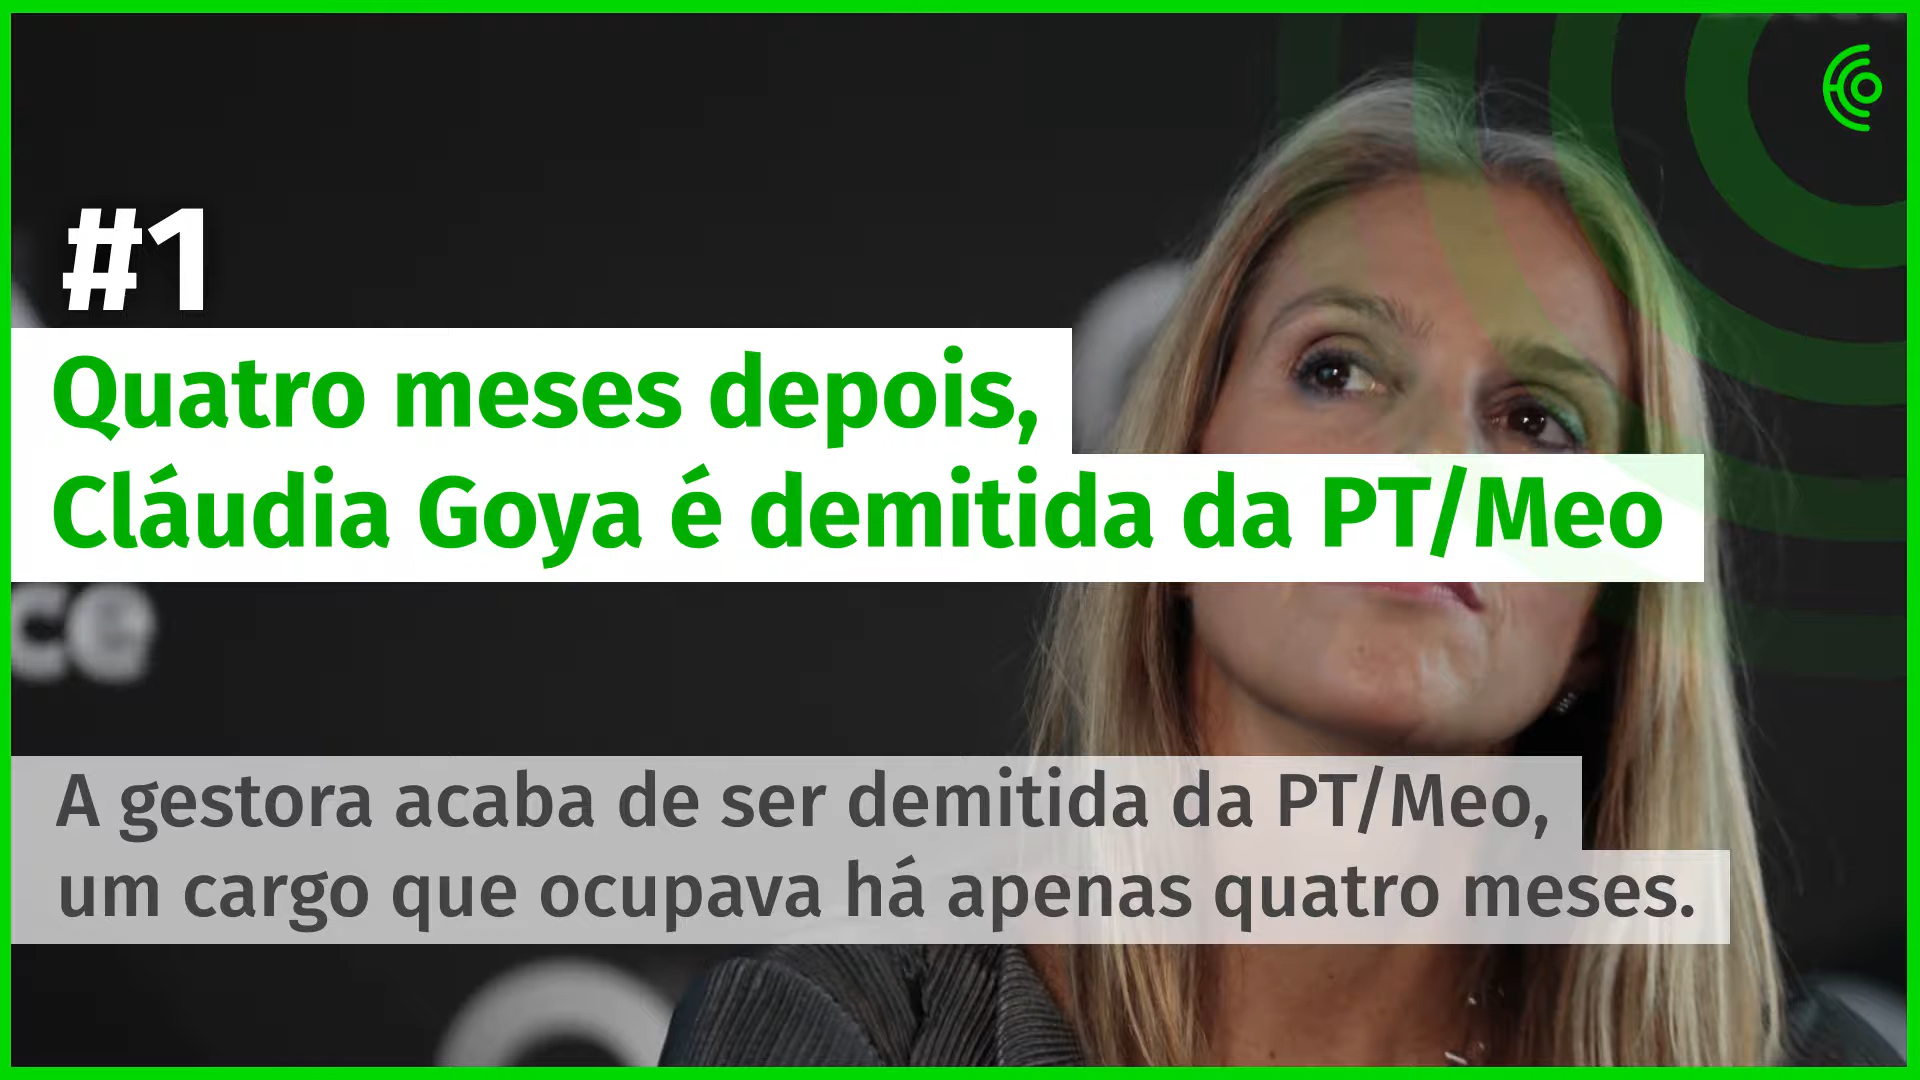 #1
Quatro meses depois,
Cláudia Goya é demitida da PT/Meo
ce
A gestora acaba de ser demitida da PT/Meo,
um cargo que ocupava há apenas quatro meses.